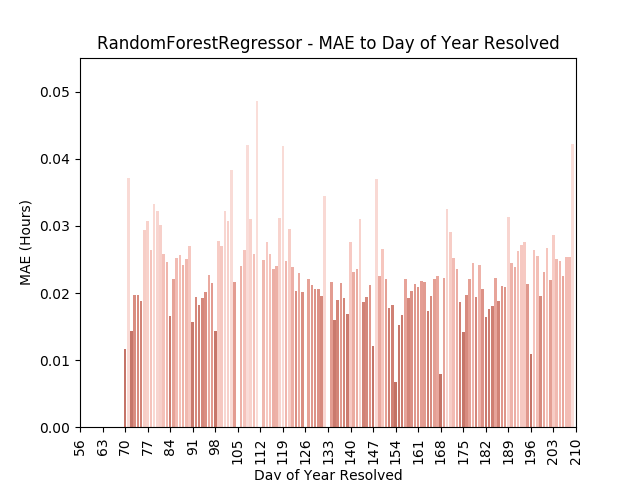 RandomForestRegressor - MAE to Day of Year Resolved
MAE (Hours)
0.05
0.04
0.03
0.02
0.01
0.00
56 63 70 77 84 91 98 105 112 119 126 133 140 147 154 161 168 175 182 189 196 203 210
Day of Year Resolved